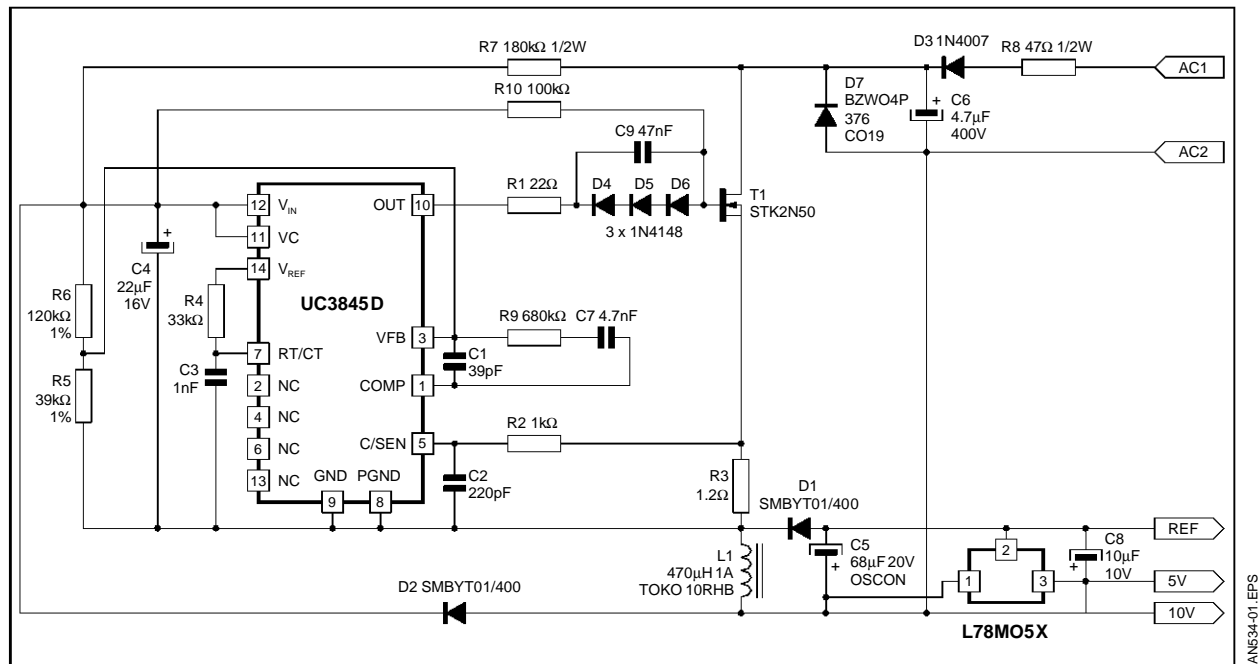 R7 180kΩ 1/2W
D3 1N4007
R8 47Ω 1/2W
AC1
R10 100kΩ
D7
BZWO4P
376
CO19
+
C6
4.7µF
400V
AC2
C9 47nF
R1 22Ω
D4
D5
D6
3 x 1N4148
T1
STK2N50
12
VIN
OUT
10
11
VC
14
VREF
+
C4
22µF
16V
R6
120kΩ
1%
R4
33kΩ
UC3845D
R9 680kΩ
C7 4.7nF
VFB
3
7
RT/CT
C1
39pF
R5
39kΩ
1%
C3
1nF
2
NC
COMP
1
4
NC
R2 1kΩ
6
NC
C/SEN
5
13
NC
GND
PGND
9
8
C2
220pF
R3
1.2Ω
D1
SMBYT01/400
REF
C5
68µF 20V
OSCON
+
2
1
3
C8
10µF
10V
+
5V
L1
470µH 1A
TOKO 10RHB
D2 SMBYT01/400
10V
L78MO5X
AN534-01.EPS